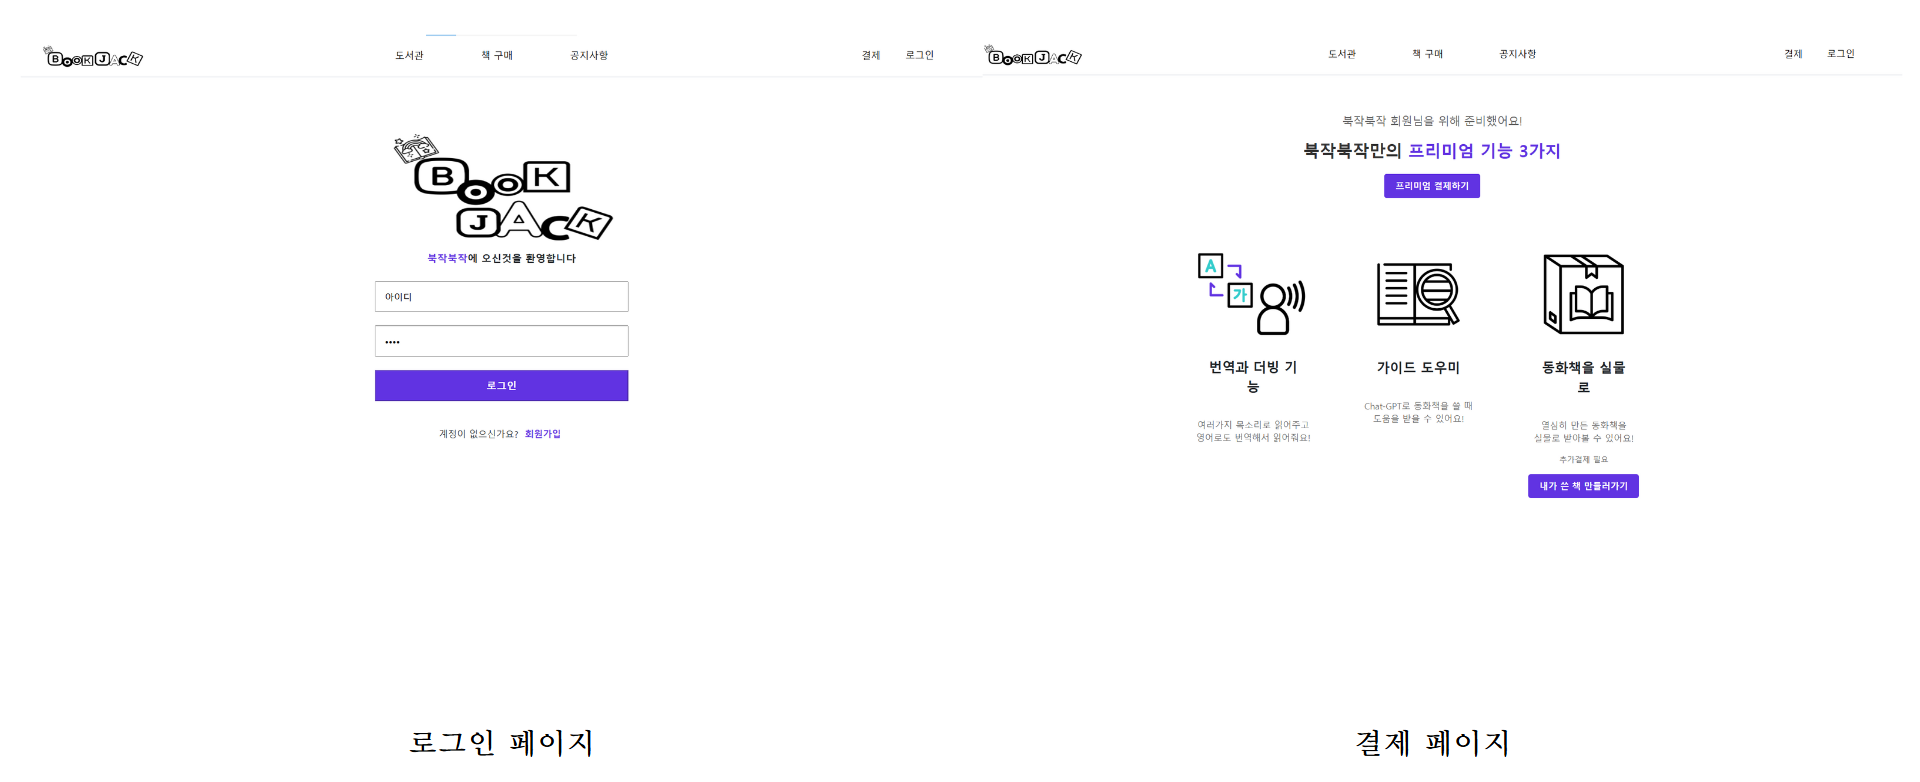 BOOKJACK
도서관
책 구매
공지사항
결제
로그인
BOOK
JACK
북작북작에 오신것을 환영합니다
아이디
••••
로그인
계정이 없으신가요? 회원가입
로그인 페이지
BOOKJACK
도서관
책 구매
공지사항
결제
로그인
북작북작 회원님을 위해 준비했어요!
북작북작만의 프리미엄 기능 3가지
프리미엄 결제하기
A
가
번역과 더빙 기
능
여러가지 목소리로 읽어주고
영어로도 번역해서 읽어줘요!
가이드 도우미
Chat-GPT로 동화책을 쓸 때
도움을 받을 수 있어요!
동화책을 실물
로
열심히 만든 동화책을
실물로 받아볼 수 있어요!
추가결제 필요
내가 쓴 책 만들러가기
결제 페이지